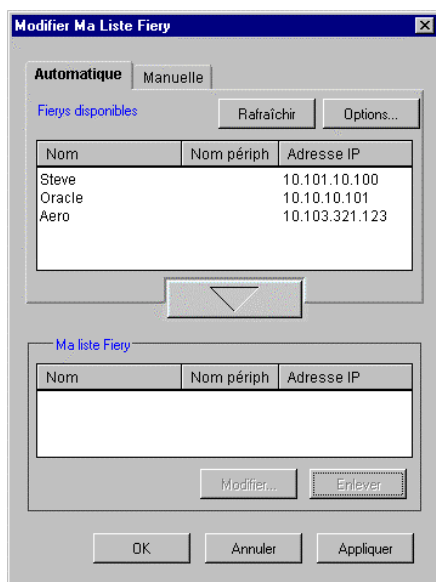 Modifier Ma Liste Fiery
Automatique Manuelle
Fierys disponibles Rafraîchir Options...
Nom Nom périph Adresse IP
Steve 10.101.10.100
Oracle 10.10.10.101
Aero 10.103.321.123
Ma liste Fiery
Nom Nom périph Adresse IP
Modifier... Enlever
OK Annuler Appliquer